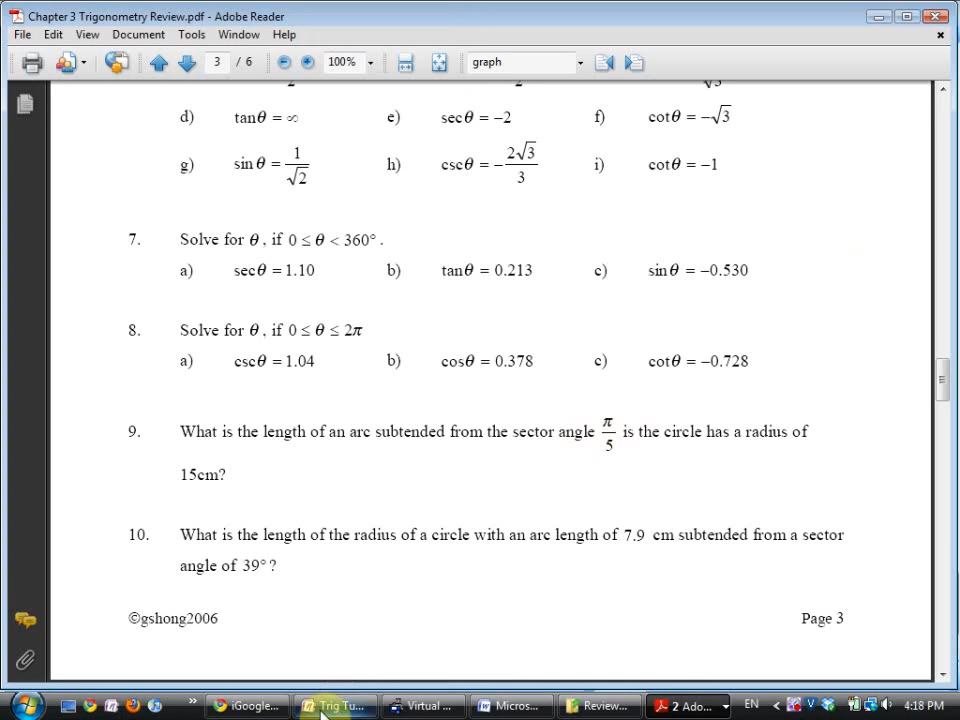 Chapter 3 Trigonometry Review.pdf - Adobe Reader
File Edit View Document Tools Window Help
3 / 6 100% graph
d) tanθ = ∞ e) secθ = −2 f) cotθ = −√3
g) sinθ = 1/√2 h) cscθ = −2√3/3 i) cotθ = −1
7. Solve for θ, if 0 ≤ θ < 360°.
a) secθ = 1.10 b) tanθ = 0.213 c) sinθ = −0.530
8. Solve for θ, if 0 ≤ θ ≤ 2π
a) cscθ = 1.04 b) cosθ = 0.378 c) cotθ = −0.728
9. What is the length of an arc subtended from the sector angle π/5 is the circle has a radius of
15cm?
10. What is the length of the radius of a circle with an arc length of 7.9 cm subtended from a sector
angle of 39°?
©gshong2006 Page 3
iGoogle... Trig Tu... Virtual ... Micros... Review... 2 Ado... EN 4:18 PM